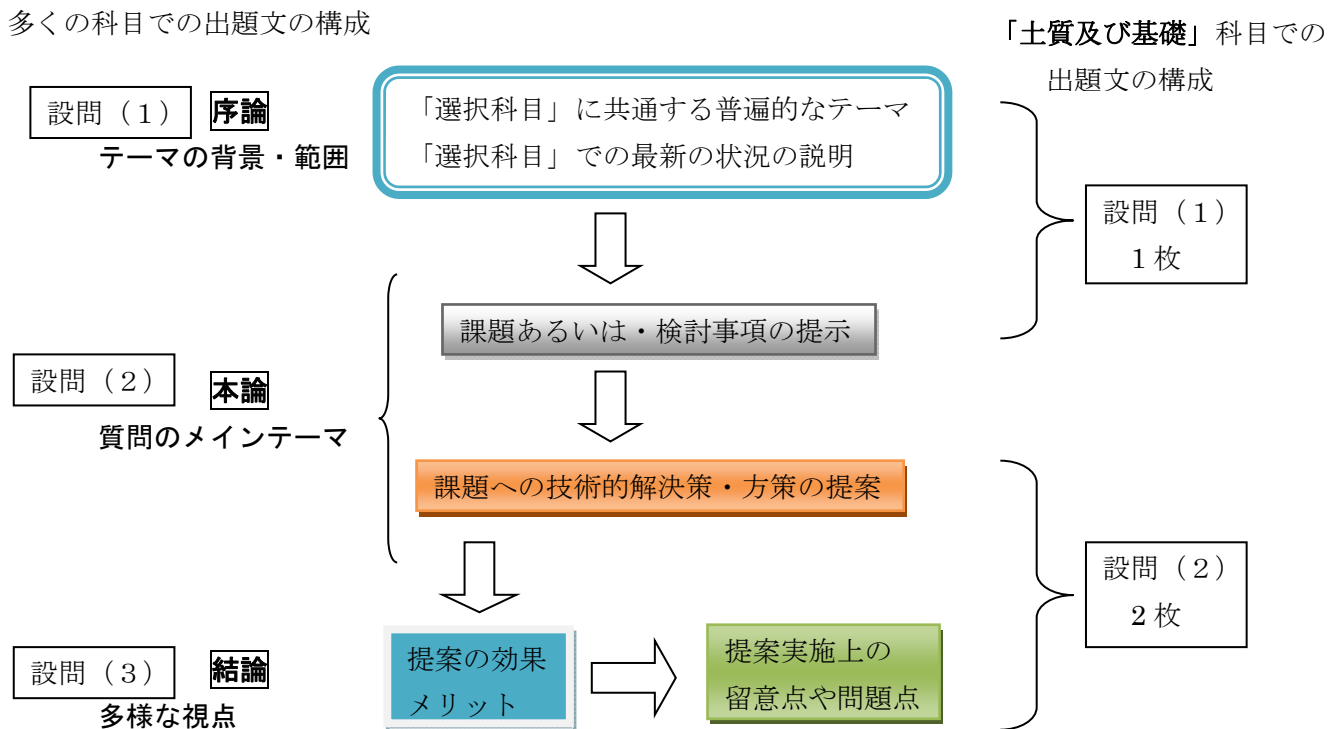 多くの科目での出題文の構成
「土質及び基礎」科目での
出題文の構成
設問（１） 序論
テーマの背景・範囲
「選択科目」に共通する普遍的なテーマ
「選択科目」での最新の状況の説明
設問（１）
１枚
課題あるいは・検討事項の提示
設問（２） 本論
質問のメインテーマ
課題への技術的解決策・方策の提案
設問（２）
２枚
設問（３） 結論
多様な視点
提案の効果
メリット
提案実施上の
留意点や問題点